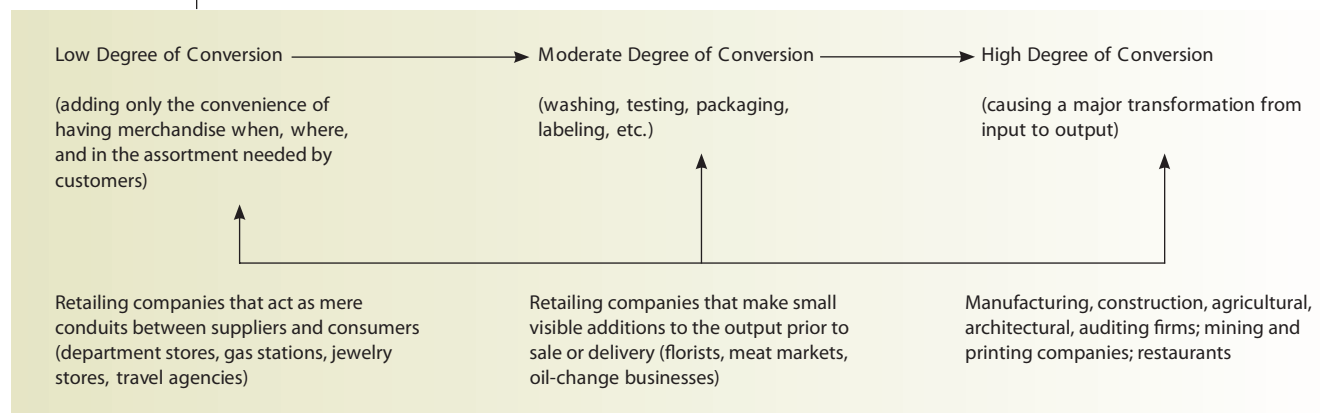 Low Degree of Conversion
Moderate Degree of Conversion
High Degree of Conversion
(adding only the convenience of
having merchandise when, where,
and in the assortment needed by
customers)
(washing, testing, packaging,
labeling, etc.)
(causing a major transformation from
input to output)
Retailing companies that act as mere
conduits between suppliers and consumers
(department stores, gas stations, jewelry
stores, travel agencies)
Retailing companies that make small
visible additions to the output prior to
sale or delivery (florists, meat markets,
oil-change businesses)
Manufacturing, construction, agricultural,
architectural, auditing firms; mining and
printing companies; restaurants